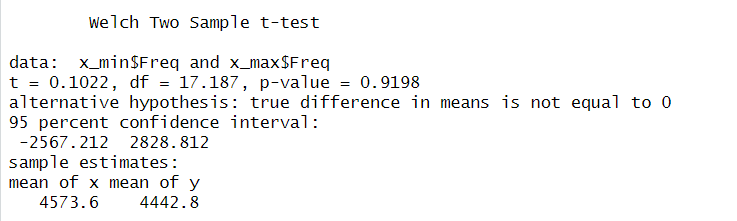 Welch Two Sample t-test
data:  x_min$Freq and x_max$Freq
t = 0.1022, df = 17.187, p-value = 0.9198
alternative hypothesis: true difference in means is not equal to 0
95 percent confidence interval:
-2567.212  2828.812
sample estimates:
mean of x mean of y
4573.6    4442.8